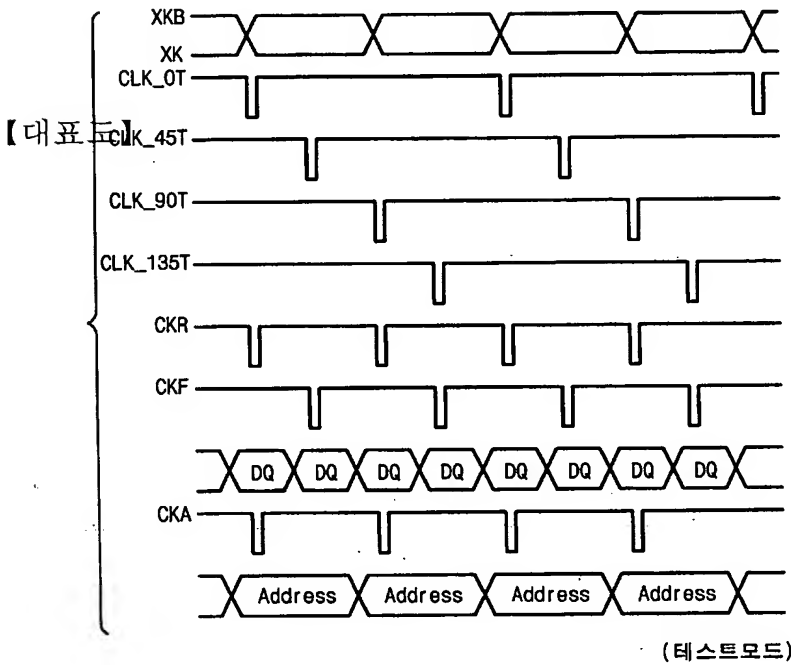 XKB
XK
CLK_0T
【대표도】
CLK_45T
CLK_90T
CLK_135T
CKR
CKF
DQ DQ DQ DQ DQ DQ DQ DQ
CKA
Address Address Address Address
(테스트모드)